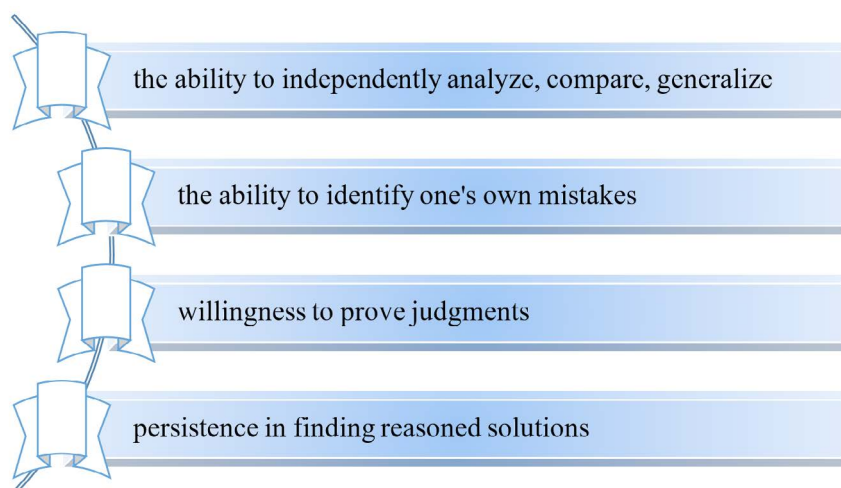 the ability to independently analyze, compare, generalize
the ability to identify one's own mistakes
willingness to prove judgments
persistence in finding reasoned solutions